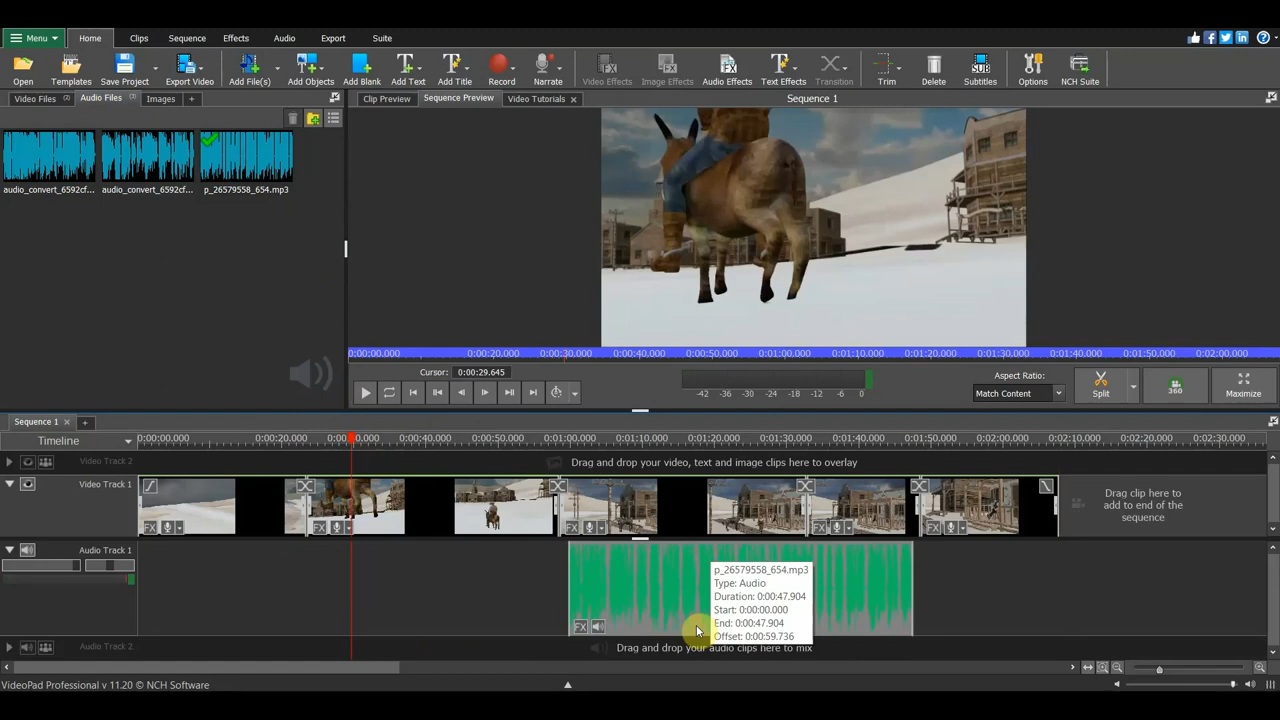 Menu Home Clips Sequence Effects Audio Export Suite
Open Templates Save Project Export Video Add File(s) Add Objects Add Blank Add Text Add Title Record Narrate Video Effects Image Effects Audio Effects Text Effects Transition Trim Delete Subtitles Options NCH Suite
Video Files Audio Files Images + Clip Preview Sequence Preview Video Tutorials Sequence 1
audio_convert_6592cf... audio_convert_6592cf... p_26579558_654.mp3
0:00:00.000 0:00:20.000 0:00:30.000 0:00:40.000 0:00:50.000 0:01:00.000 0:01:10.000 0:01:20.000 0:01:30.000 0:01:40.000 0:01:50.000 0:02:00.000
Cursor: 0:00:29.645
-42 -36 -30 -24 -18 -12 -6 0
Aspect Ratio:
Match Content
Split 360 Maximize
Sequence 1
Timeline 0:00:00.000 0:00:20.000 0:00:40.000 0:00:50.000 0:01:00.000 0:01:10.000 0:01:20.000 0:01:30.000 0:01:40.000 0:01:50.000 0:02:00.000 0:02:10.000 0:02:20.000 0:02:30.000
Video Track 2 Drag and drop your video, text and image clips here to overlay
Video Track 1
FX FX FX FX FX
Drag clip here to
add to end of the
sequence
Audio Track 1
FX
p_26579558_654.mp3
Type: Audio
Duration: 0:00:47.904
Start: 0:00:00.000
End: 0:00:47.904
Offset: 0:00:59.736
Audio Track 2 Drag and drop your audio clips here to mix
VideoPad Professional v 11.20 © NCH Software